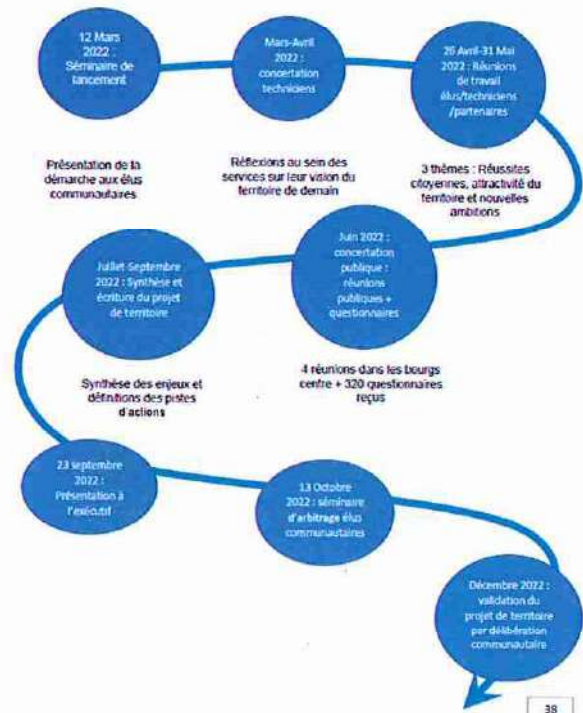 12 Mars
2022 :
Séminaire de
lancement
Présentation de la
démarche aux élus
communautaires
Mars-Avril
2022 :
concertation
techniciens
Réflexions au sein des
services sur leur vision du
territoire de demain
26 Avril-31 Mai
2022 : Réunions
de travail
élus/techniciens
/partenaires
3 thèmes : Réussites
citoyennes, attractivité du
territoire et nouvelles
ambitions
Juin 2022 :
concertation
publique :
réunions
publiques +
questionnaires
4 réunions dans les bourgs
centre + 320 questionnaires
reçus
Juillet Septembre
2022 : Synthèse et
écriture du projet
de territoire
Synthèse des enjeux et
définitions des pistes
d'actions
23 septembre
2022 :
Présentation à
l'exécutif
13 Octobre
2022 : séminaire
d'arbitrage élus
communautaires
Décembre 2022 :
validation du
projet de territoire
par délibération
communautaire
38